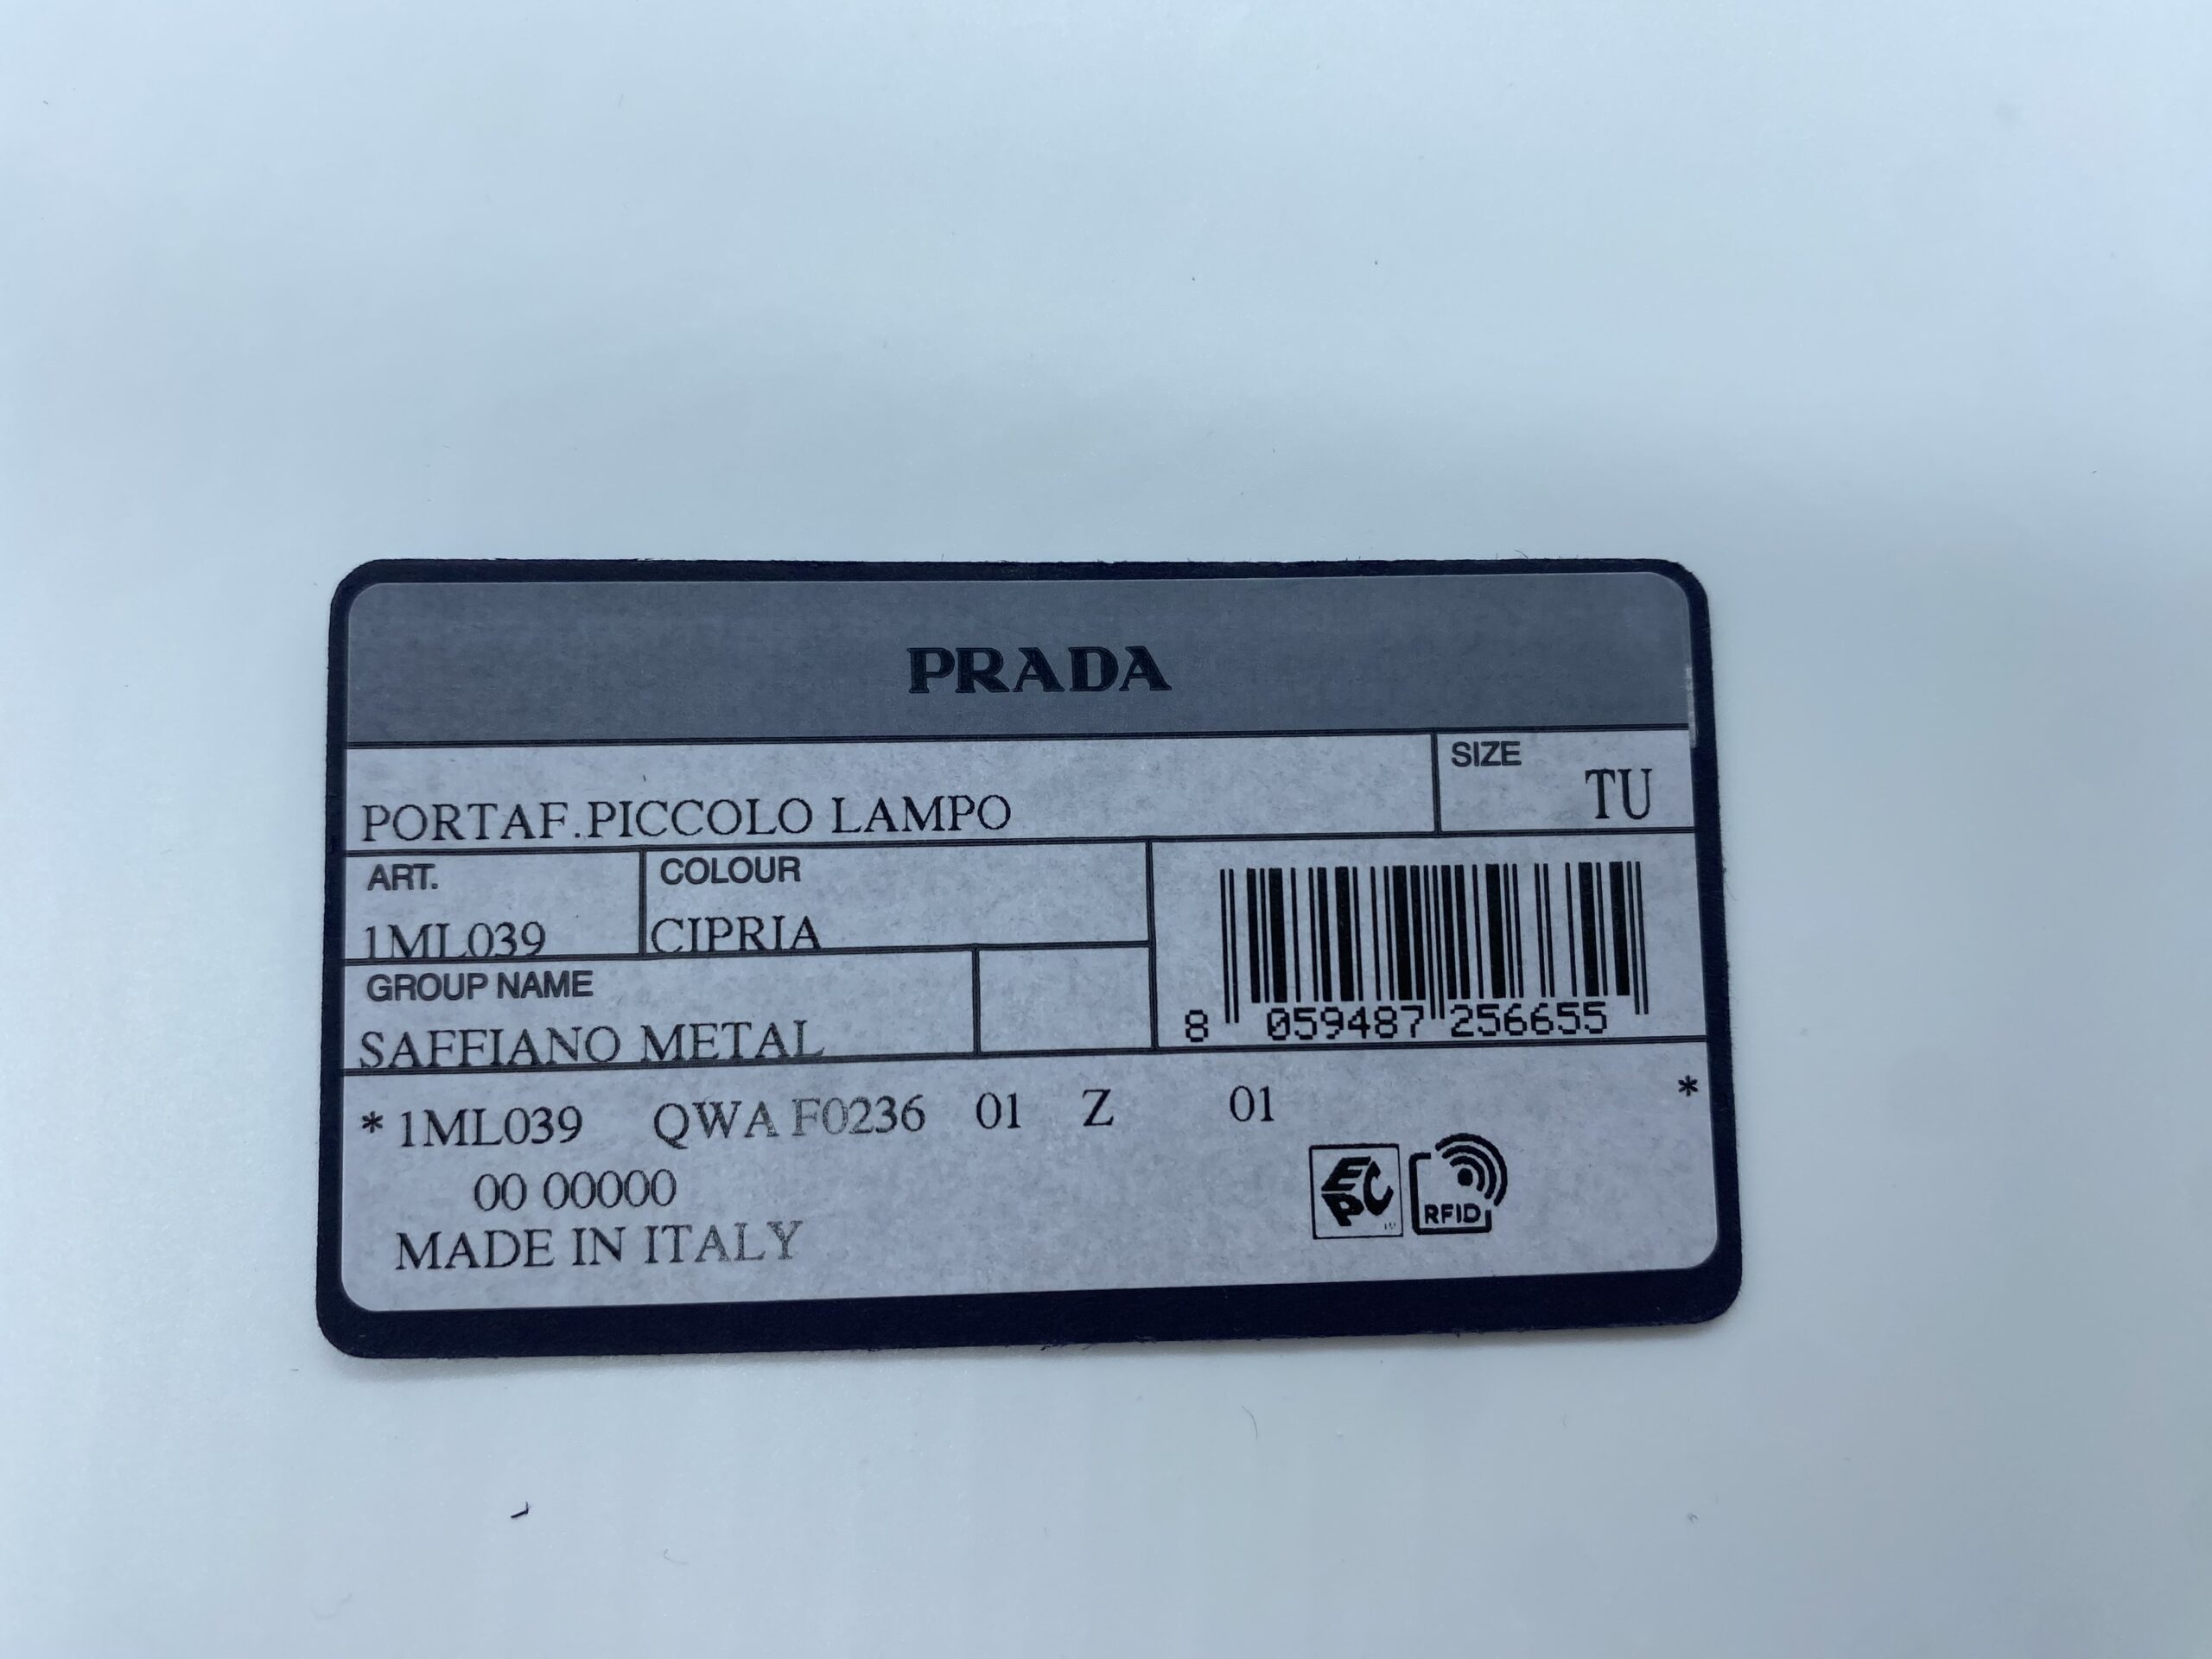 PRADA
PORTAF.PICCOLO LAMPO
SIZE
TU
ART.
1ML039
COLOUR
CIPRIA
GROUP NAME
SAFFIANO METAL
8 059487 256655
*1ML039 QWA F0236 01 Z 01 *
00 00000
MADE IN ITALY
EPC
RFID